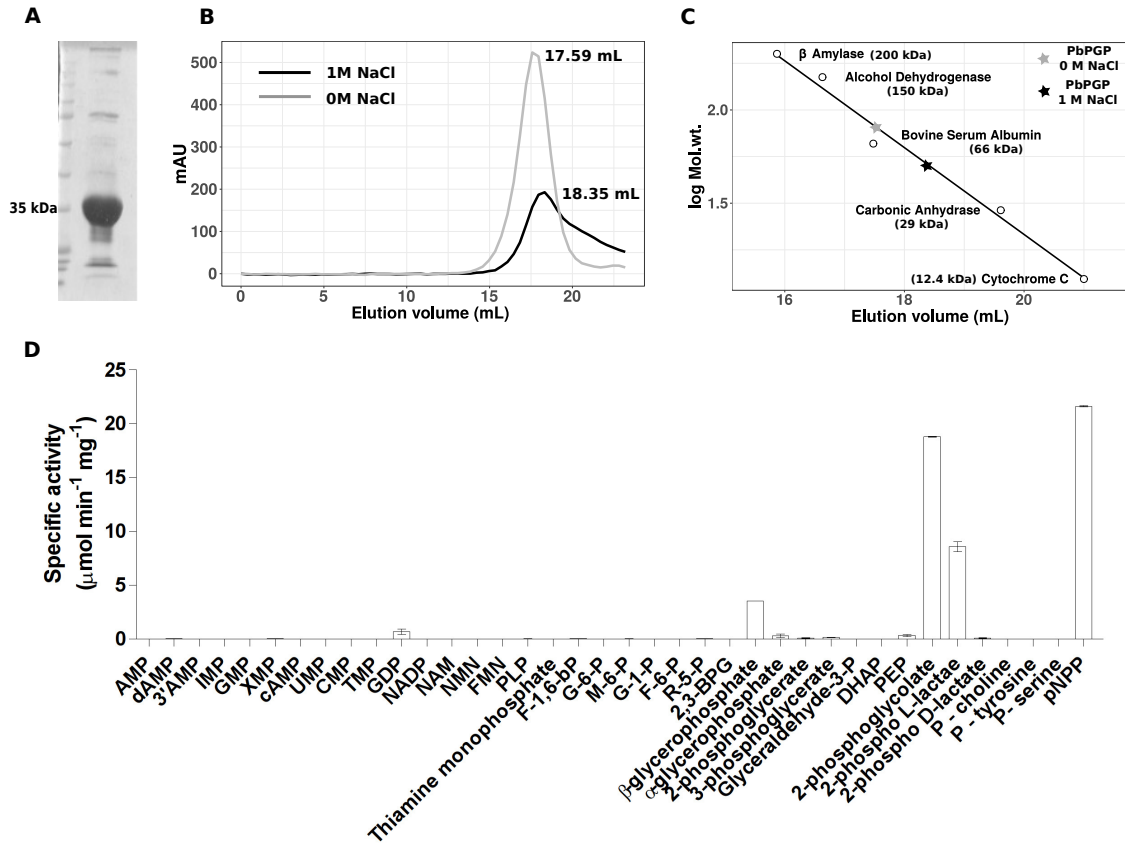 A
35 kDa
B
500
400
300
200
100
0
mAU
1M NaCl
0M NaCl
17.59 mL
18.35 mL
0
5
10
15
20
Elution volume (mL)
C
PbPGP
0 M NaCl
PbPGP
1 M NaCl
β Amylase (200 kDa)
Alcohol Dehydrogenase
(150 kDa)
Bovine Serum Albumin
(66 kDa)
Carbonic Anhydrase
(29 kDa)
(12.4 kDa) Cytochrome C
log Mol.wt.
2.0
1.5
16
18
20
Elution volume (mL)
D
Specific activity
(μmol min-1 mg-1)
25
20
15
10
5
0
AMP
dAMP
3'AMP
IMP
GMP
XMP
cAMP
UMP
CMP
TMP
GDP
NADP
NAM
NMN
FMN
PLP
Thiamine monophosphate
F-1,6-bP
G-6-P
M-6-P
G-1-P
F-6-P
R-5-P
2,3-BPG
β-glycerophosphate
α-glycerophosphate
2-phosphoglycerate
3-phosphoglycerate
Glyceraldehyde-3-P
DHAP
PEP
2-phosphoglycolate
2-phospho L-lactae
2-phospho D-lactate
P - choline
P - tyrosine
P- serine
pNPP